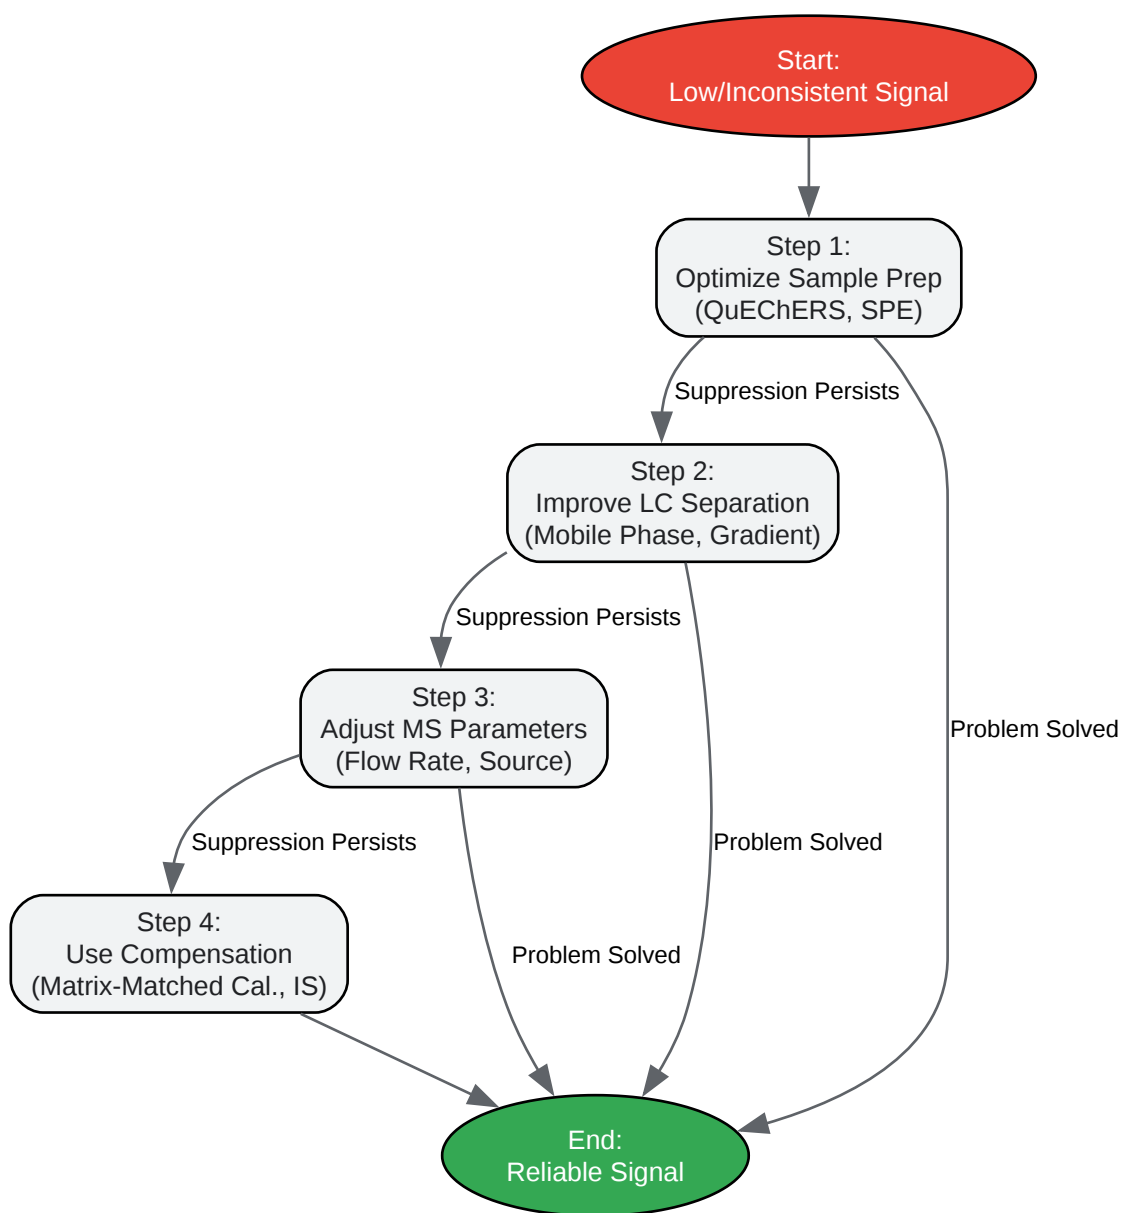 Start:
Low/Inconsistent Signal
Step 1:
Optimize Sample Prep
(QuEChERS, SPE)
Suppression Persists
Step 2:
Improve LC Separation
(Mobile Phase, Gradient)
Suppression Persists
Step 3:
Adjust MS Parameters
(Flow Rate, Source)
Problem Solved
Suppression Persists
Problem Solved
Step 4:
Use Compensation
(Matrix-Matched Cal., IS)
Problem Solved
End:
Reliable Signal